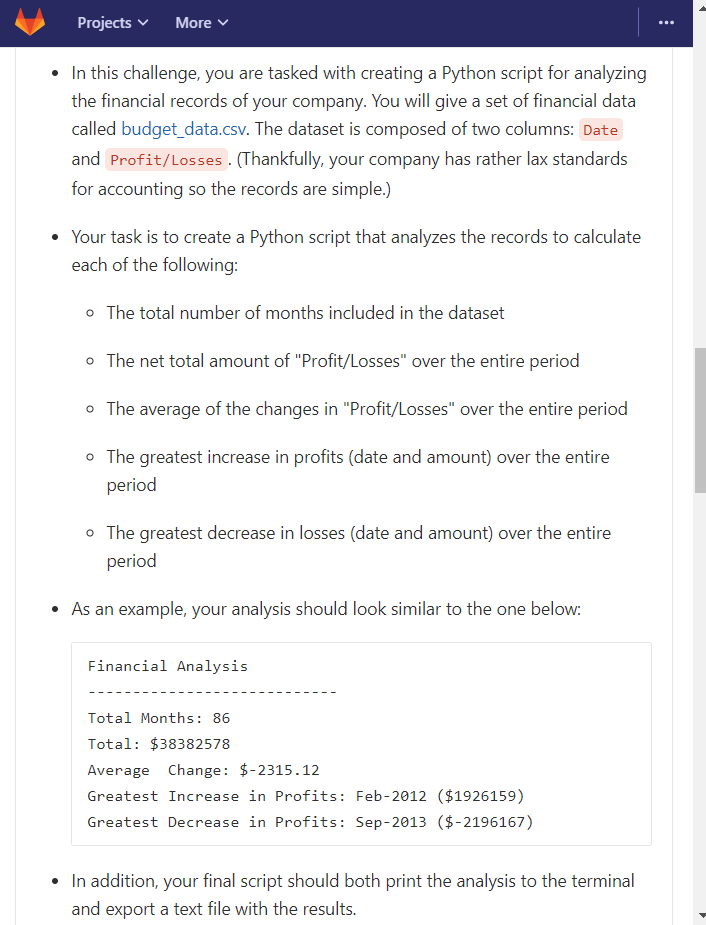 Projects More
• In this challenge, you are tasked with creating a Python script for analyzing
the financial records of your company. You will give a set of financial data
called budget_data.csv. The dataset is composed of two columns: Date
and Profit/Losses . (Thankfully, your company has rather lax standards
for accounting so the records are simple.)
• Your task is to create a Python script that analyzes the records to calculate
each of the following:
○ The total number of months included in the dataset
○ The net total amount of "Profit/Losses" over the entire period
○ The average of the changes in "Profit/Losses" over the entire period
○ The greatest increase in profits (date and amount) over the entire
period
○ The greatest decrease in losses (date and amount) over the entire
period
• As an example, your analysis should look similar to the one below:
Financial Analysis
----------------------------
Total Months: 86
Total: $38382578
Average  Change: $-2315.12
Greatest Increase in Profits: Feb-2012 ($1926159)
Greatest Decrease in Profits: Sep-2013 ($-2196167)
• In addition, your final script should both print the analysis to the terminal
and export a text file with the results.